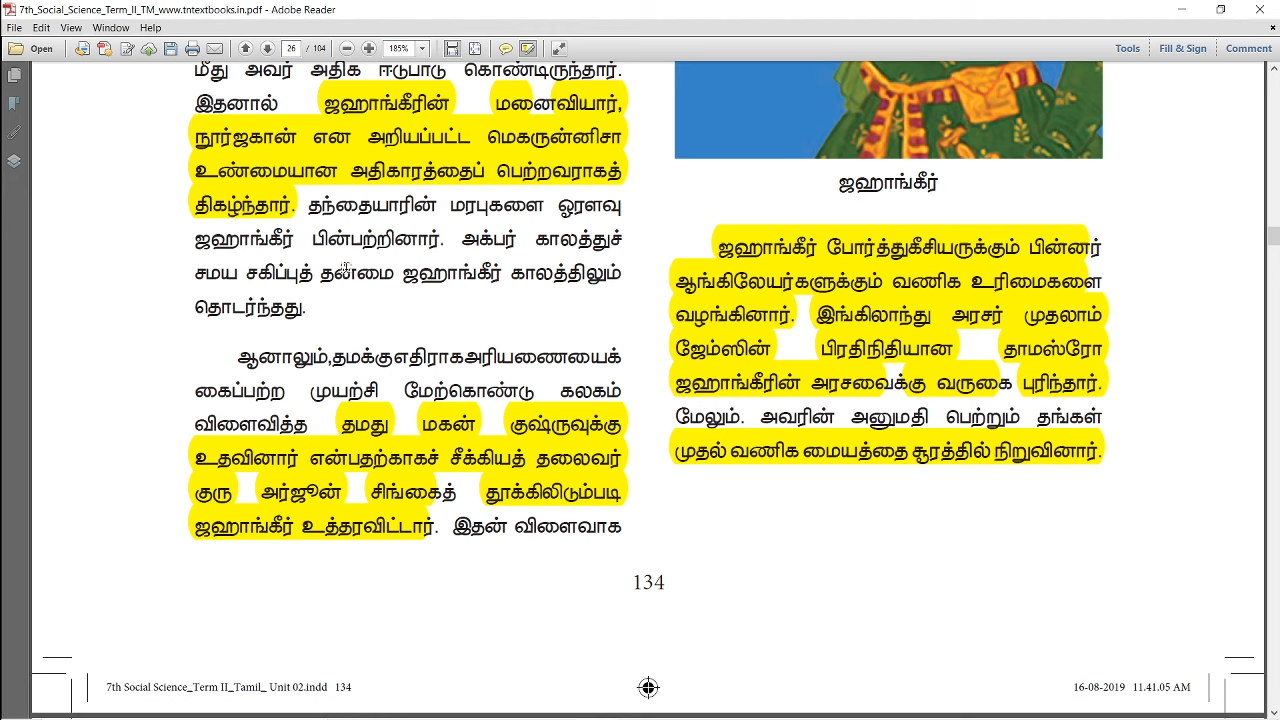 7th_Social_Science_Term_II_TM_www.tntextbooks.in.pdf - Adobe Reader
File Edit View Window Help
Open 26 / 104 185% Tools Fill & Sign Comment
மீது அவர் அதிக ஈடுபாடு கொண்டிருந்தார்.
இதனால் ஜஹாங்கீரின் மனைவியார்,
நூர்ஜகான் என அறியப்பட்ட மெகருன்னிசா
உண்மையான அதிகாரத்தைப் பெற்றவராகத்
திகழ்ந்தார். தந்தையாரின் மரபுகளை ஓரளவு
ஜஹாங்கீர் பின்பற்றினார். அக்பர் காலத்துச்
சமய சகிப்புத் தன்மை ஜஹாங்கீர் காலத்திலும்
தொடர்ந்தது.
ஆனாலும்,தமக்குஎதிராகஅரியணையைக்
கைப்பற்ற முயற்சி மேற்கொண்டு கலகம்
விளைவித்த தமது மகன் குஷ்ருவுக்கு
உதவினார் என்பதற்காகச் சீக்கியத் தலைவர்
குரு அர்ஜூன் சிங்கைத் தூக்கிலிடும்படி
ஜஹாங்கீர் உத்தரவிட்டார். இதன் விளைவாக
ஜஹாங்கீர்
ஜஹாங்கீர் போர்த்துகீசியருக்கும் பின்னர்
ஆங்கிலேயர்களுக்கும் வணிக உரிமைகளை
வழங்கினார். இங்கிலாந்து அரசர் முதலாம்
ஜேம்ஸின் பிரதிநிதியான தாமஸ்ரோ
ஜஹாங்கீரின் அரசவைக்கு வருகை புரிந்தார்.
மேலும். அவரின் அனுமதி பெற்றும் தங்கள்
முதல் வணிக மையத்தை சூரத்தில் நிறுவினார்.
134
7th Social Science_Term II_Tamil_ Unit 02.indd 134
16-08-2019 11.41.05 AM